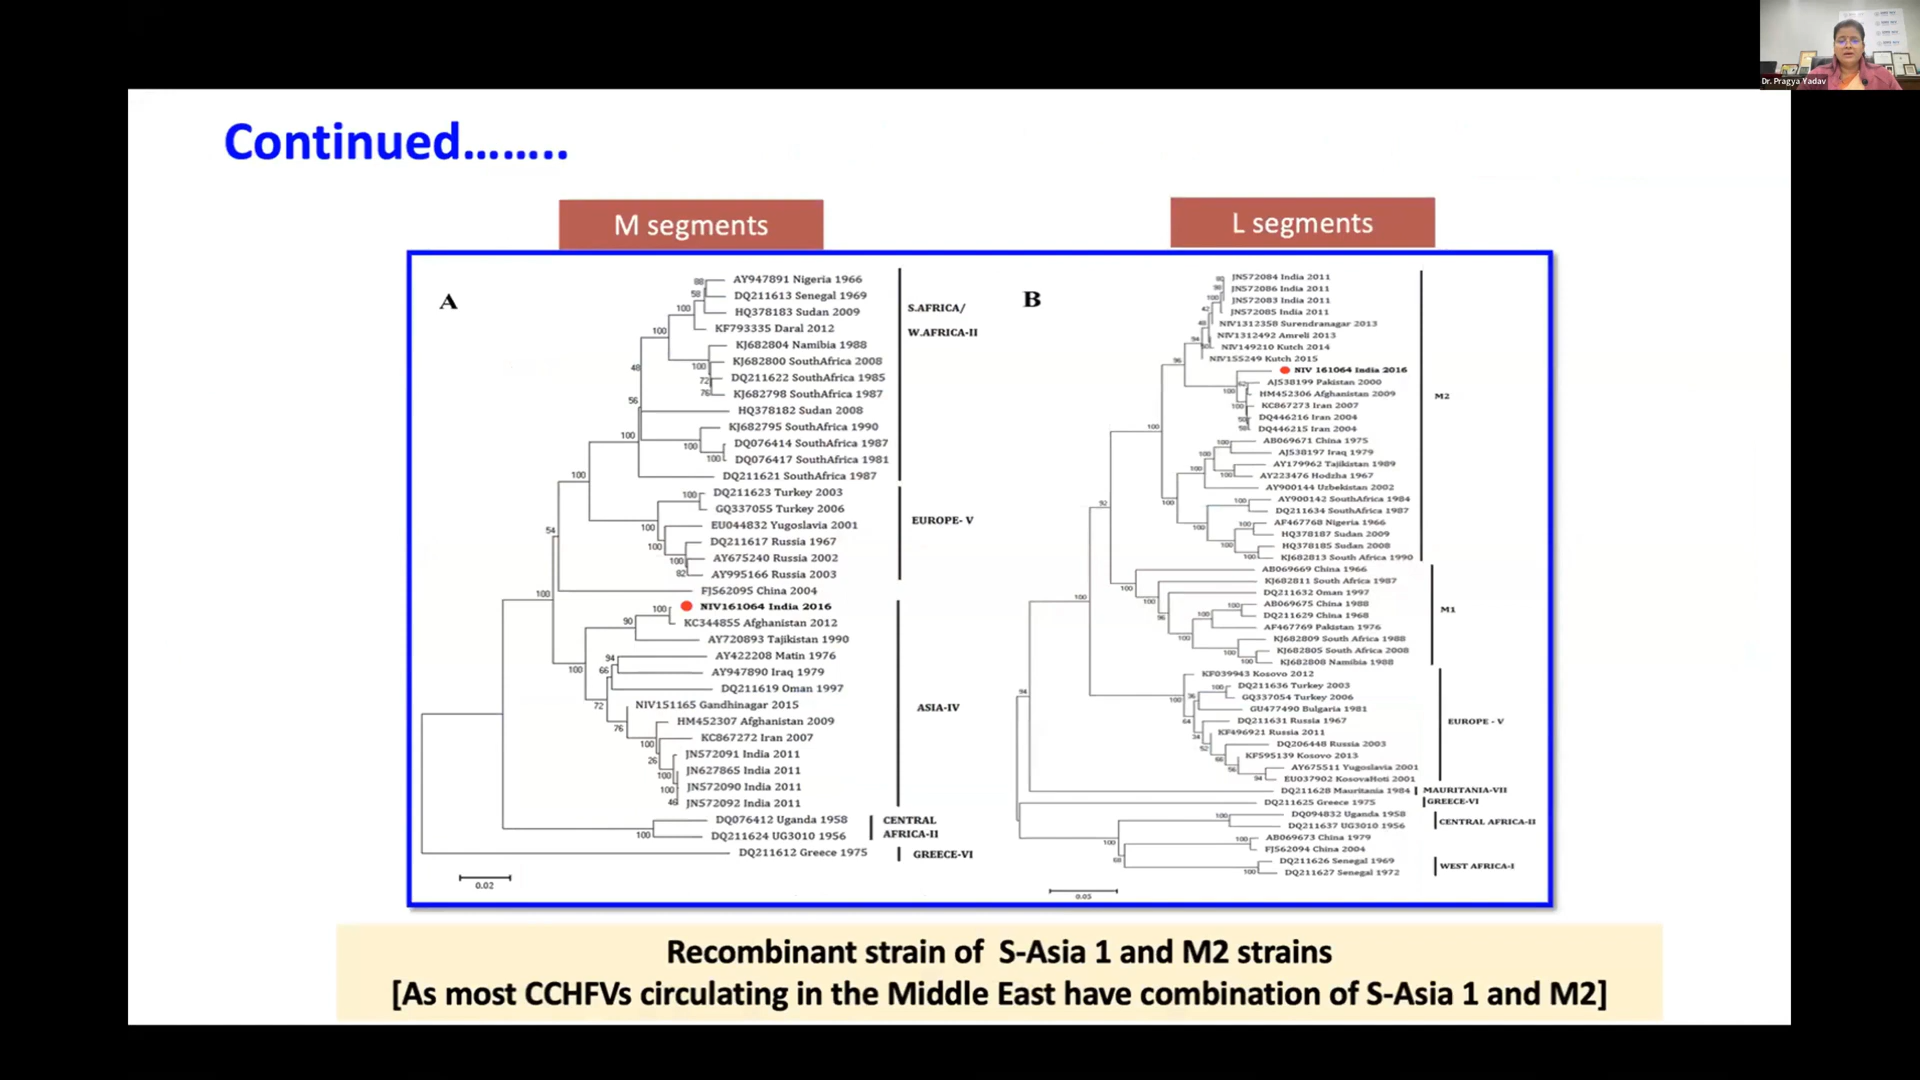 Dr. Pragya Yadav
Continued........
M segments
L segments
A
88
AY947891 Nigeria 1966
58
DQ211613 Senegal 1969
100
HQ378183 Sudan 2009
KF793335 Daral 2012
100
KJ682804 Namibia 1988
KJ682800 SouthAfrica 2008
100
DQ211622 SouthAfrica 1985
72
KJ682798 SouthAfrica 1987
76
48
HQ378182 Sudan 2008
56
KJ682795 SouthAfrica 1990
100
DQ076414 SouthAfrica 1987
100
DQ076417 SouthAfrica 1981
100
DQ211621 SouthAfrica 1987
100
DQ211623 Turkey 2003
100
GQ337055 Turkey 2006
EU044832 Yugoslavia 2001
100
DQ211617 Russia 1967
100
AY675240 Russia 2002
100
AY995166 Russia 2003
82
54
FJ562095 China 2004
100
NIV161064 India 2016
100
KC344855 Afghanistan 2012
90
AY720893 Tajikistan 1990
AY422208 Matin 1976
94
AY947890 Iraq 1979
66
100
DQ211619 Oman 1997
72
NIV151165 Gandhinagar 2015
HM452307 Afghanistan 2009
76
KC867272 Iran 2007
100
JN572091 India 2011
26
JN627865 India 2011
100
JN572090 India 2011
100
JN572092 India 2011
46
DQ076412 Uganda 1958
DQ211624 UG3010 1956
100
DQ211612 Greece 1975
0.02
S.AFRICA/
W.AFRICA-II
EUROPE- V
ASIA-IV
CENTRAL
AFRICA-II
GREECE-VI
B
JN572084 India 2011
JN572086 India 2011
100
JN572083 India 2011
42
JN572085 India 2011
48
NIV1312358 Surendranagar 2013
NIV1312492 Amreli 2013
94
NIV149210 Kutch 2014
NIV155249 Kutch 2015
96
NIV 161064 India 2016
AJ538199 Pakistan 2000
100
HM452306 Afghanistan 2009
KC867273 Iran 2007
100
DQ446216 Iran 2004
DQ446215 Iran 2004
100
AB069671 China 1975
100
AJ538197 Iraq 1979
100
AY179962 Tajikistan 1989
100
AY223476 Hodzha 1967
100
AY900144 Uzbekistan 2002
AY900142 SouthAfrica 1984
100
DQ211634 SouthAfrica 1987
100
AF467768 Nigeria 1966
100
HQ378187 Sudan 2009
100
HQ378185 Sudan 2008
100
KJ682813 South Africa 1990
100
92
AB069669 China 1966
KJ682811 South Africa 1987
100
DQ211632 Oman 1997
AB069675 China 1988
100
DQ211629 China 1968
100
96
AF467769 Pakistan 1976
100
KJ682809 South Africa 1988
KJ682805 South Africa 2008
100
KJ682808 Namibia 1988
100
100
KF039943 Kosovo 2012
DQ211636 Turkey 2003
100
GQ337054 Turkey 2006
100
36
GU477490 Bulgaria 1981
DQ211631 Russia 1967
64
KF496921 Russia 2011
34
DQ206448 Russia 2003
52
KF595139 Kosovo 2013
66
AY675511 Yugoslavia 2001
56
EU037902 KosovaHoti 2001
94
94
DQ211628 Mauritania 1984
DQ211625 Greece 1975
DQ094832 Uganda 1958
100
DQ211637 UG3010 1956
AB069673 China 1979
100
FJ562094 China 2004
100
DQ211626 Senegal 1969
68
DQ211627 Senegal 1972
100
0.05
M2
M1
EUROPE - V
MAURITANIA-VII
GREECE-VI
CENTRAL AFRICA-II
WEST AFRICA-I
Recombinant strain of S-Asia 1 and M2 strains
[As most CCHFVs circulating in the Middle East have combination of S-Asia 1 and M2]